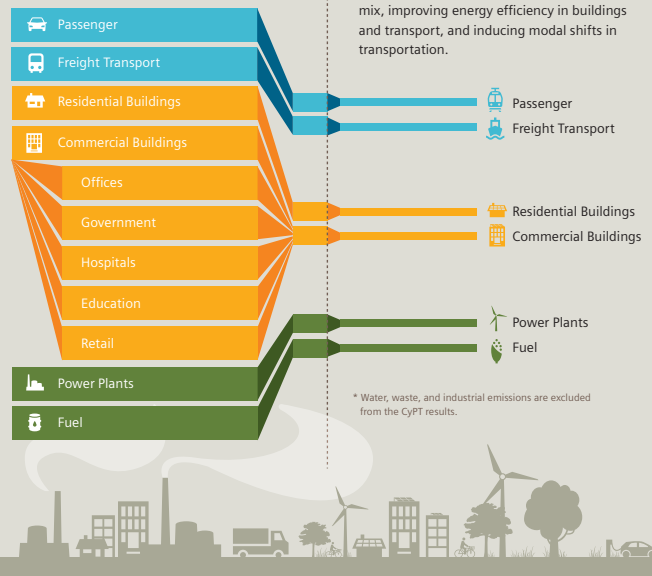 mix, improving energy efficiency in buildings
and transport, and inducing modal shifts in
transportation.
Passenger
Freight Transport
Residential Buildings
Commercial Buildings
Offices
Government
Hospitals
Education
Retail
Power Plants
Fuel
Passenger
Freight Transport
Residential Buildings
Commercial Buildings
Power Plants
Fuel
* Water, waste, and industrial emissions are excluded
from the CyPT results.